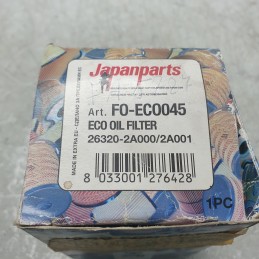 Japanparts
Art. FO-ECO045
ECO OIL FILTER
26320-2A000/2A001
8 033001 276428
1PC